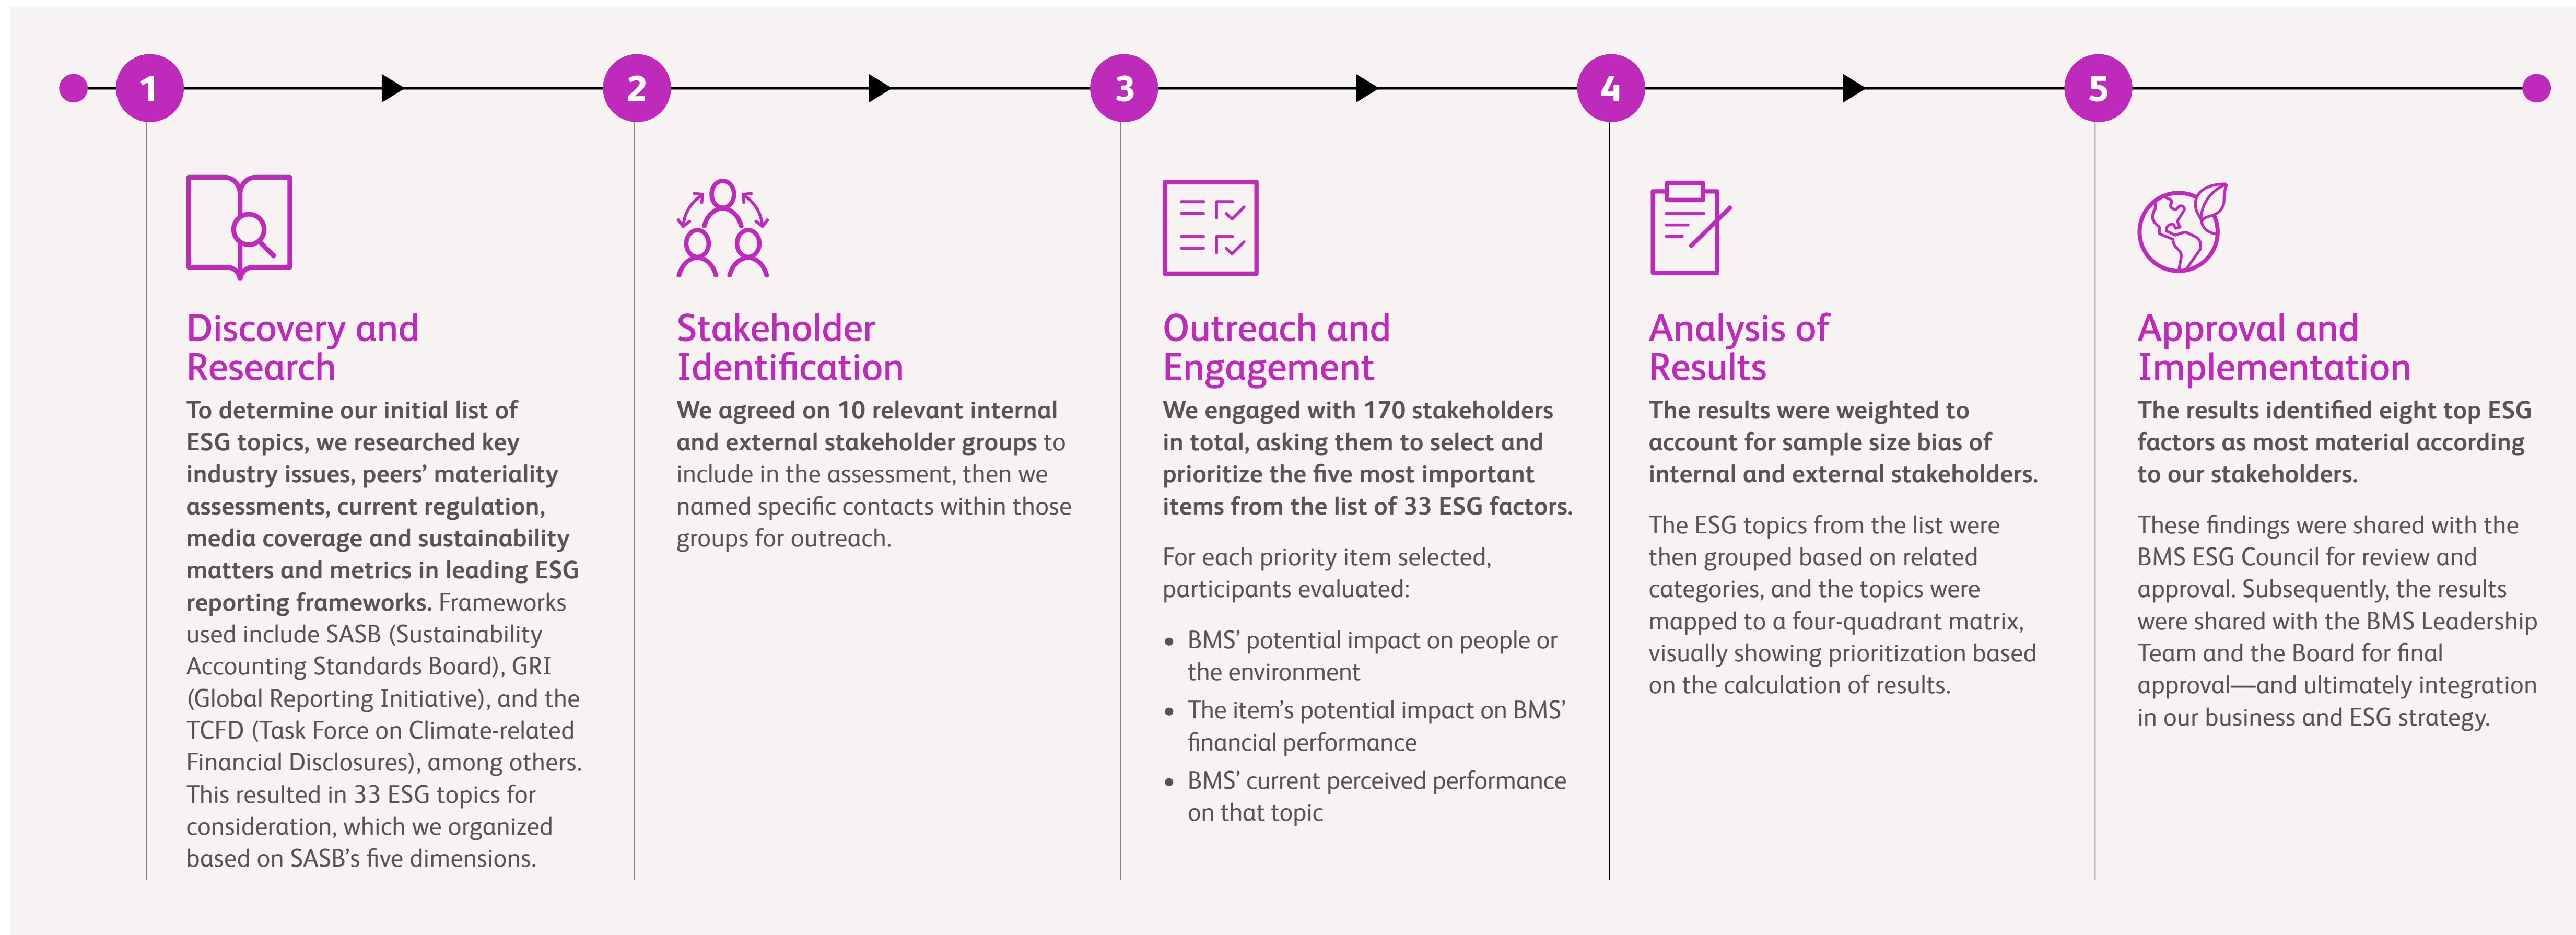 1
2
3
4
5
Discovery and
Research
To determine our initial list of
ESG topics, we researched key
industry issues, peers’ materiality
assessments, current regulation,
media coverage and sustainability
matters and metrics in leading ESG
reporting frameworks. Frameworks
used include SASB (Sustainability
Accounting Standards Board), GRI
(Global Reporting Initiative), and the
TCFD (Task Force on Climate-related
Financial Disclosures), among others.
This resulted in 33 ESG topics for
consideration, which we organized
based on SASB’s five dimensions.
Stakeholder
Identification
We agreed on 10 relevant internal
and external stakeholder groups to
include in the assessment, then we
named specific contacts within those
groups for outreach.
Outreach and
Engagement
We engaged with 170 stakeholders
in total, asking them to select and
prioritize the five most important
items from the list of 33 ESG factors.
For each priority item selected,
participants evaluated:
• BMS’ potential impact on people or
the environment
• The item’s potential impact on BMS’
financial performance
• BMS’ current perceived performance
on that topic
Analysis of
Results
The results were weighted to
account for sample size bias of
internal and external stakeholders.
The ESG topics from the list were
then grouped based on related
categories, and the topics were
mapped to a four-quadrant matrix,
visually showing prioritization based
on the calculation of results.
Approval and
Implementation
The results identified eight top ESG
factors as most material according
to our stakeholders.
These findings were shared with the
BMS ESG Council for review and
approval. Subsequently, the results
were shared with the BMS Leadership
Team and the Board for final
approval—and ultimately integration
in our business and ESG strategy.